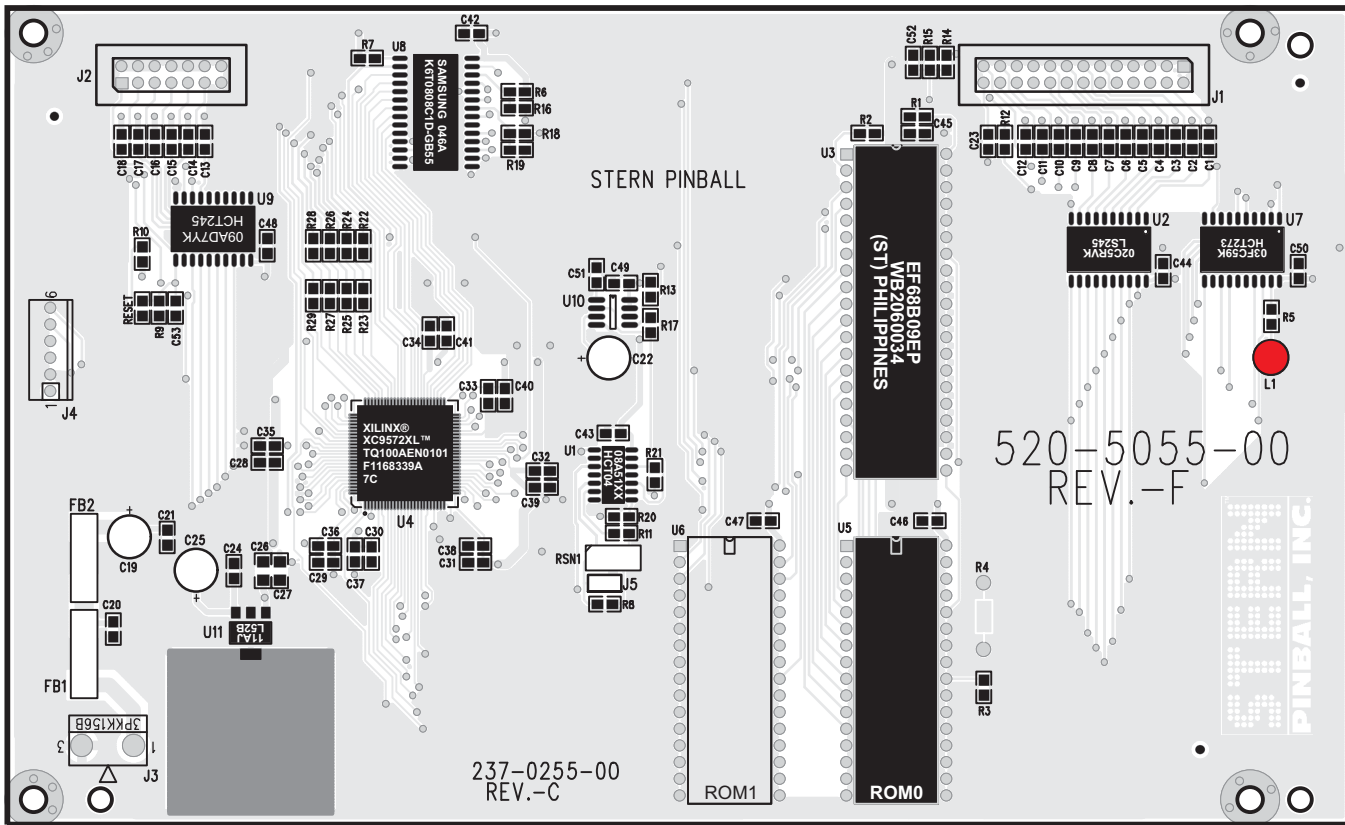 C42
R7
U8
SAMSUNG 046A
K6T0808C1D-GB55
C52
R15
R14
J2
J1
R6
R16
R18
R19
R1
C45
R2
C23
R12
C12
C11
C10
C9
C8
C7
C6
C5
C4
C3
C2
C1
C18
C17
C16
C15
C14
C13
U3
STERN PINBALL
U9
09AD7YK
HCT245
C48
R10
R28
R26
R24
R22
U2
02C5RVK
LS245
C44
U7
03FC59K
HCT273
C50
EF68B09EP
WB2060034
(ST) PHILIPPINES
C51
C49
U10
R13
R17
C22
+
RESET
R9
C53
R29
R27
R25
R23
C34
C41
R5
L1
6
1
J4
C33
C40
XILINX®
XC9572XL™
TQ100AEN0101
F1168339A
7C
U4
C35
C28
C43
U1
08A51XX
HCT04
R21
C32
C39
520-5055-00
REV.-F
FB2
C21
C19
+
C25
+
C24
C26
C27
C36
C29
C30
C37
C38
C31
R20
R11
RSN1
J5
R8
U6
C47
U5
C46
R4
R3
C20
U11
11AJ
L52B
FB1
3PKK156B
3
1
J3
237-0255-00
REV.-C
ROM1
ROM0
STERN
PINBALL, INC.